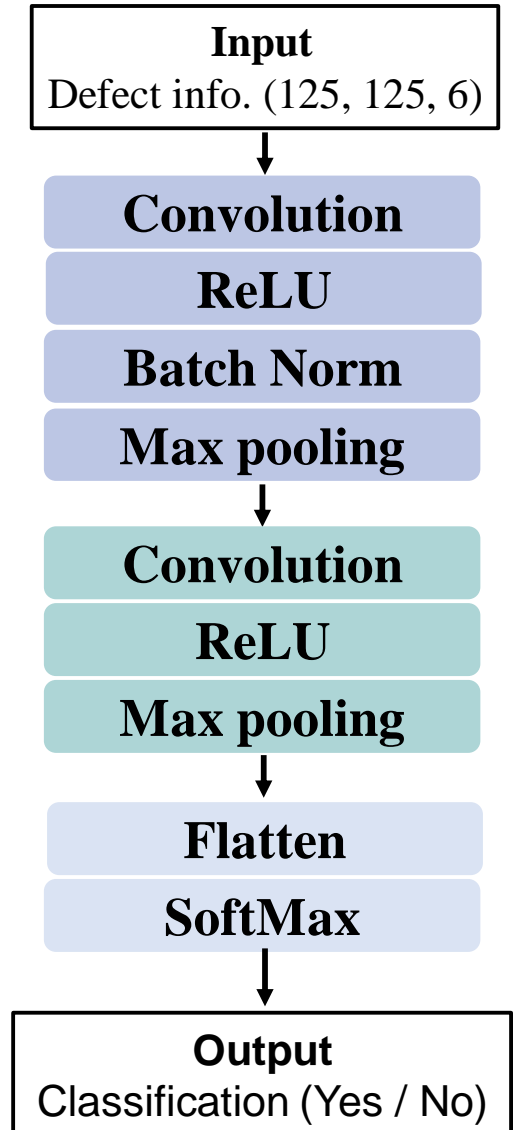 Input
Defect info. (125, 125, 6)
Convolution
ReLU
Batch Norm
Max pooling
Convolution
ReLU
Max pooling
Flatten
SoftMax
Output
Classification (Yes / No)